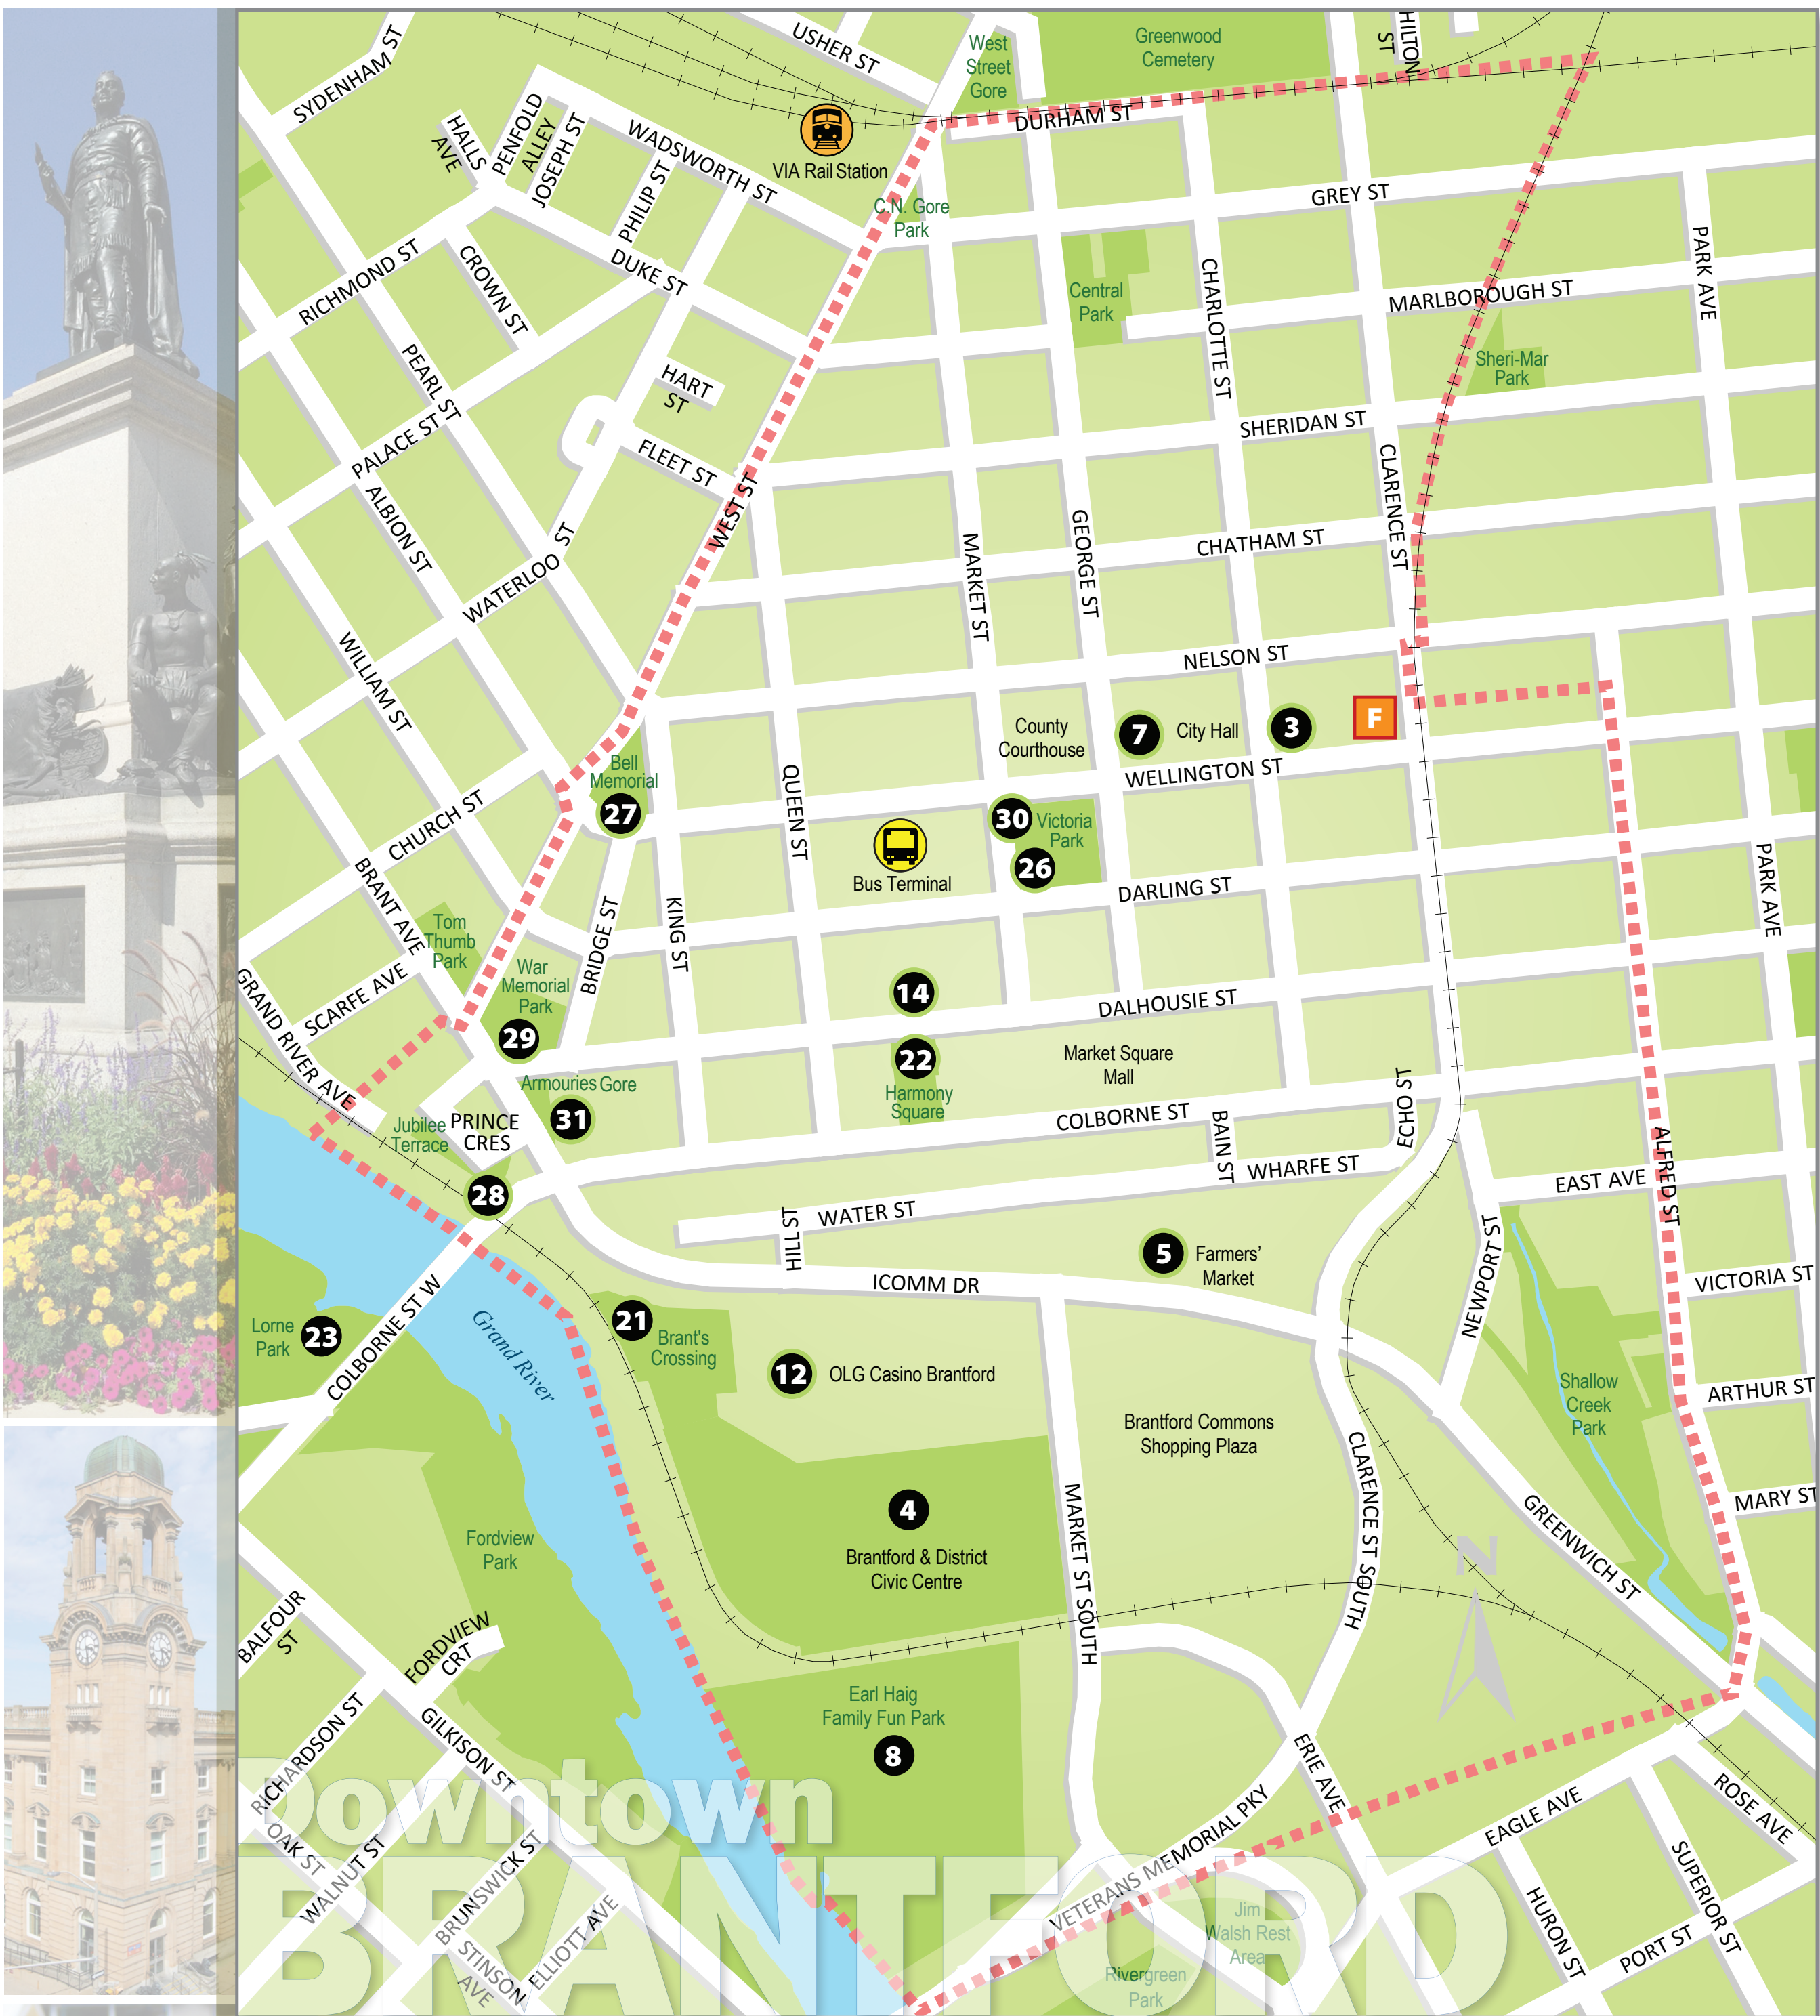 SYDENHAM ST
USHER ST
West
Street
Gore
Greenwood
Cemetery
HILTON
ST
HALLS
AVE
PENFOLD
ALLEY
JOSEPH ST
PHILIP ST
WADSWORTH ST
VIA Rail Station
DURHAM ST
C.N. Gore
Park
GREY ST
PARK AVE
RICHMOND ST
CROWN ST
DUKE ST
Central
Park
CHARLOTTE ST
MARLBOROUGH ST
Sheri-Mar
Park
PEARL ST
HART
ST
PALACE ST
FLEET ST
WEST ST
SHERIDAN ST
CLARENCE ST
ALBION ST
WATERLOO ST
MARKET ST
GEORGE ST
CHATHAM ST
WILLIAM ST
NELSON ST
County
Courthouse
7
City Hall
3
F
Bell
Memorial
27
WELLINGTON ST
CHURCH ST
QUEEN ST
30
Victoria
Park
26
Bus Terminal
DARLING ST
PARK AVE
BRANT AVE
Tom
Thumb
Park
BRIDGE ST
KING ST
War
Memorial
Park
29
GRAND RIVER AVE
SCARFE AVE
14
DALHOUSIE ST
22
Harmony
Square
Market Square
Mall
Armouries Gore
31
Jubilee
Terrace
PRINCE
CRES
28
COLBORNE ST
BAIN ST
ECHO ST
WHARFE ST
EAST AVE
ALFRED ST
HILL ST
WATER ST
5
Farmers'
Market
NEWPORT ST
VICTORIA ST
ICOMM DR
Lorne
Park
23
COLBORNE ST W
Grand River
21
Brant's
Crossing
12
OLG Casino Brantford
Shallow
Creek
Park
ARTHUR ST
Brantford Commons
Shopping Plaza
CLARENCE ST SOUTH
MARKET ST SOUTH
MARY ST
GREENWICH ST
4
Brantford & District
Civic Centre
Fordview
Park
N
BALFOUR
ST
FORDVIEW
CRT
RICHARDSON ST
GILKISON ST
Earl Haig
Family Fun Park
8
ERIE AVE
EAGLE AVE
ROSE AVE
VETERANS MEMORIAL PKY
OAK ST
WALNUT ST
BRUNSWICK ST
STINSON
AVE
ELLIOTT AVE
Jim
Walsh Rest
Area
Rivergreen
Park
HURON ST
SUPERIOR ST
PORT ST
Downtown
BRANTFORD